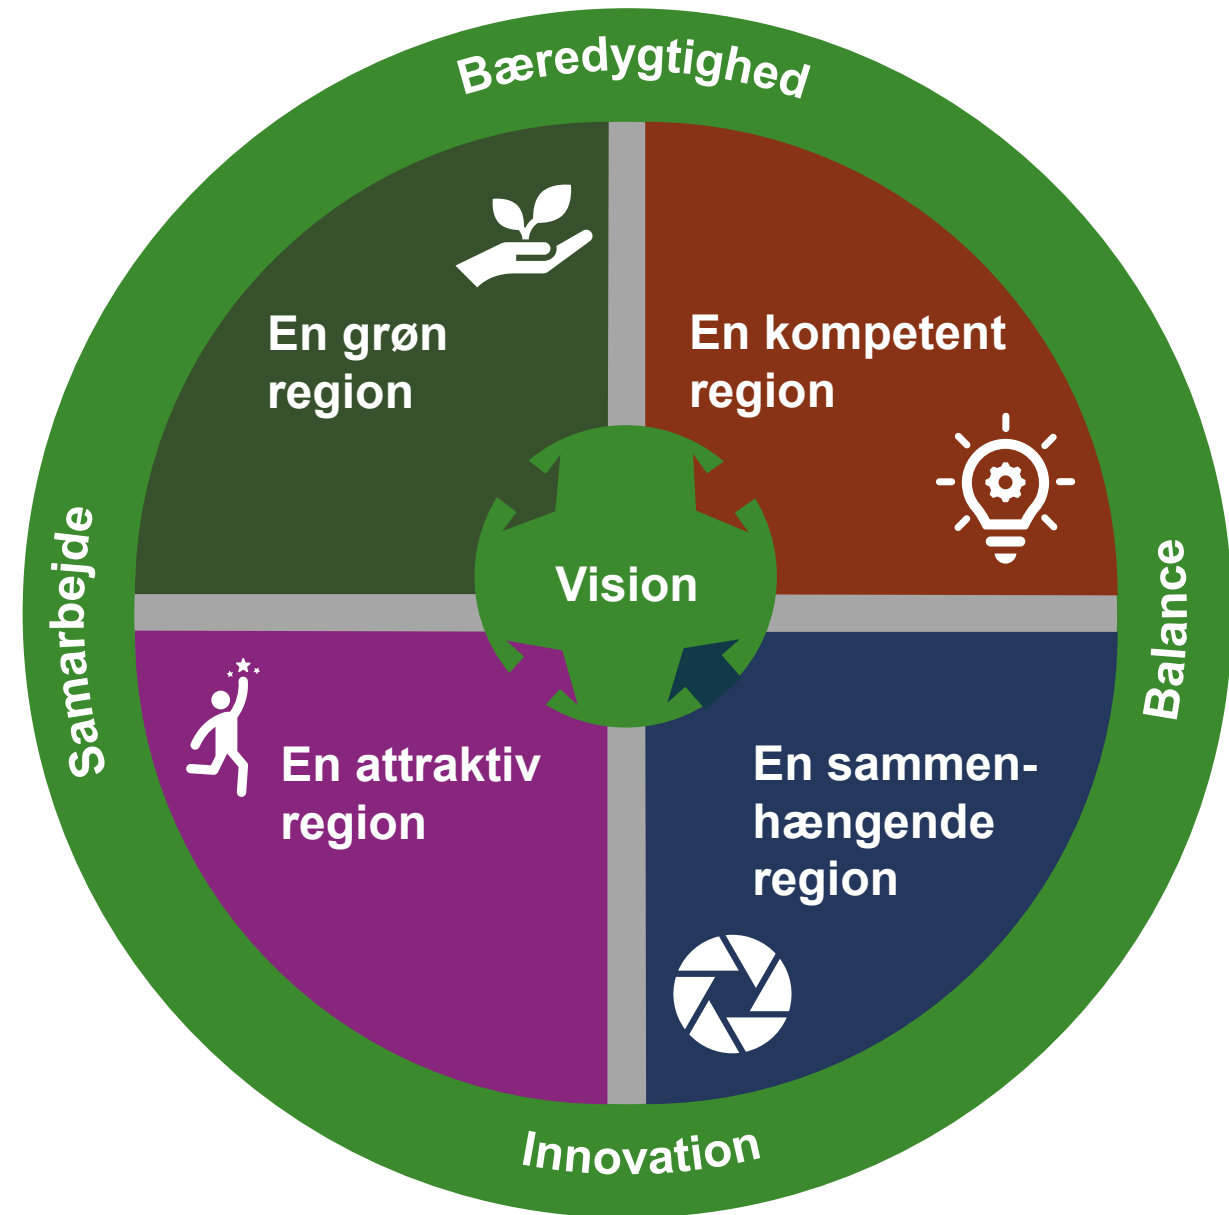 Bæredygtighed
En grøn
region
En kompetent
region
Samarbejde
Vision
Balance
En attraktiv
region
En sammen-
hængende
region
Innovation